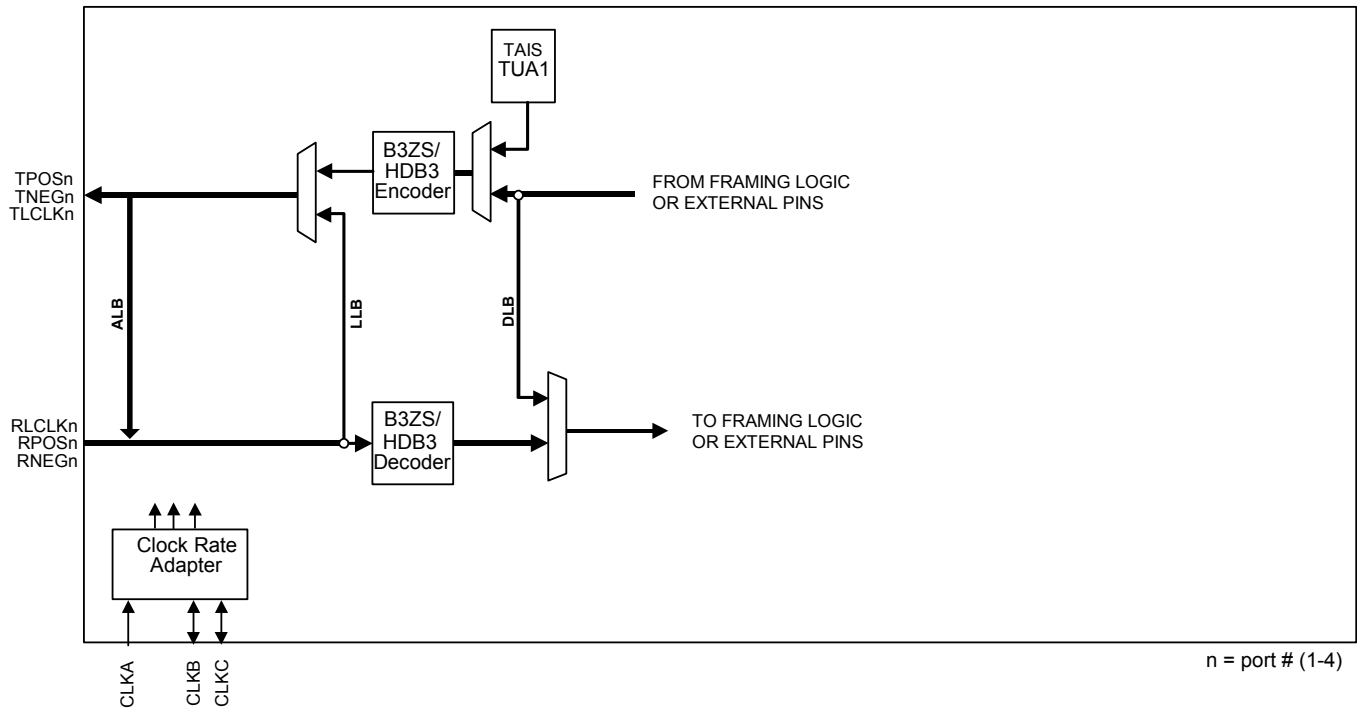 TAIS
TUA1
B3ZS/
HDB3
Encoder
TPOSn
TNEGn
TLCLKn
FROM FRAMING LOGIC
OR EXTERNAL PINS
ALB
LLB
DLB
RLCLKn
RPOSn
RNEGn
B3ZS/
HDB3
Decoder
TO FRAMING LOGIC
OR EXTERNAL PINS
Clock Rate
Adapter
CLKA
CLKB
CLKC
n = port # (1-4)